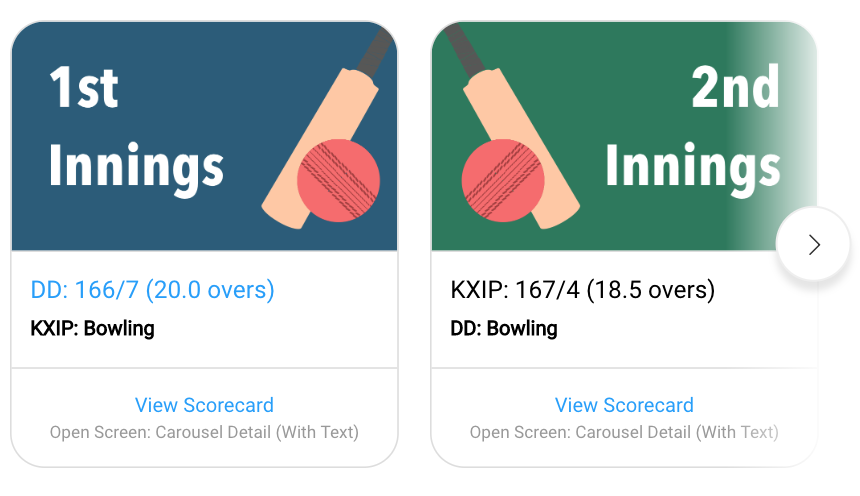 1st
Innings
DD: 166/7 (20.0 overs)
KXIP: Bowling
View Scorecard
Open Screen: Carousel Detail (With Text)
2nd
Innings
KXIP: 167/4 (18.5 overs)
DD: Bowling
View Scorecard
Open Screen: Carousel Detail (With Text)